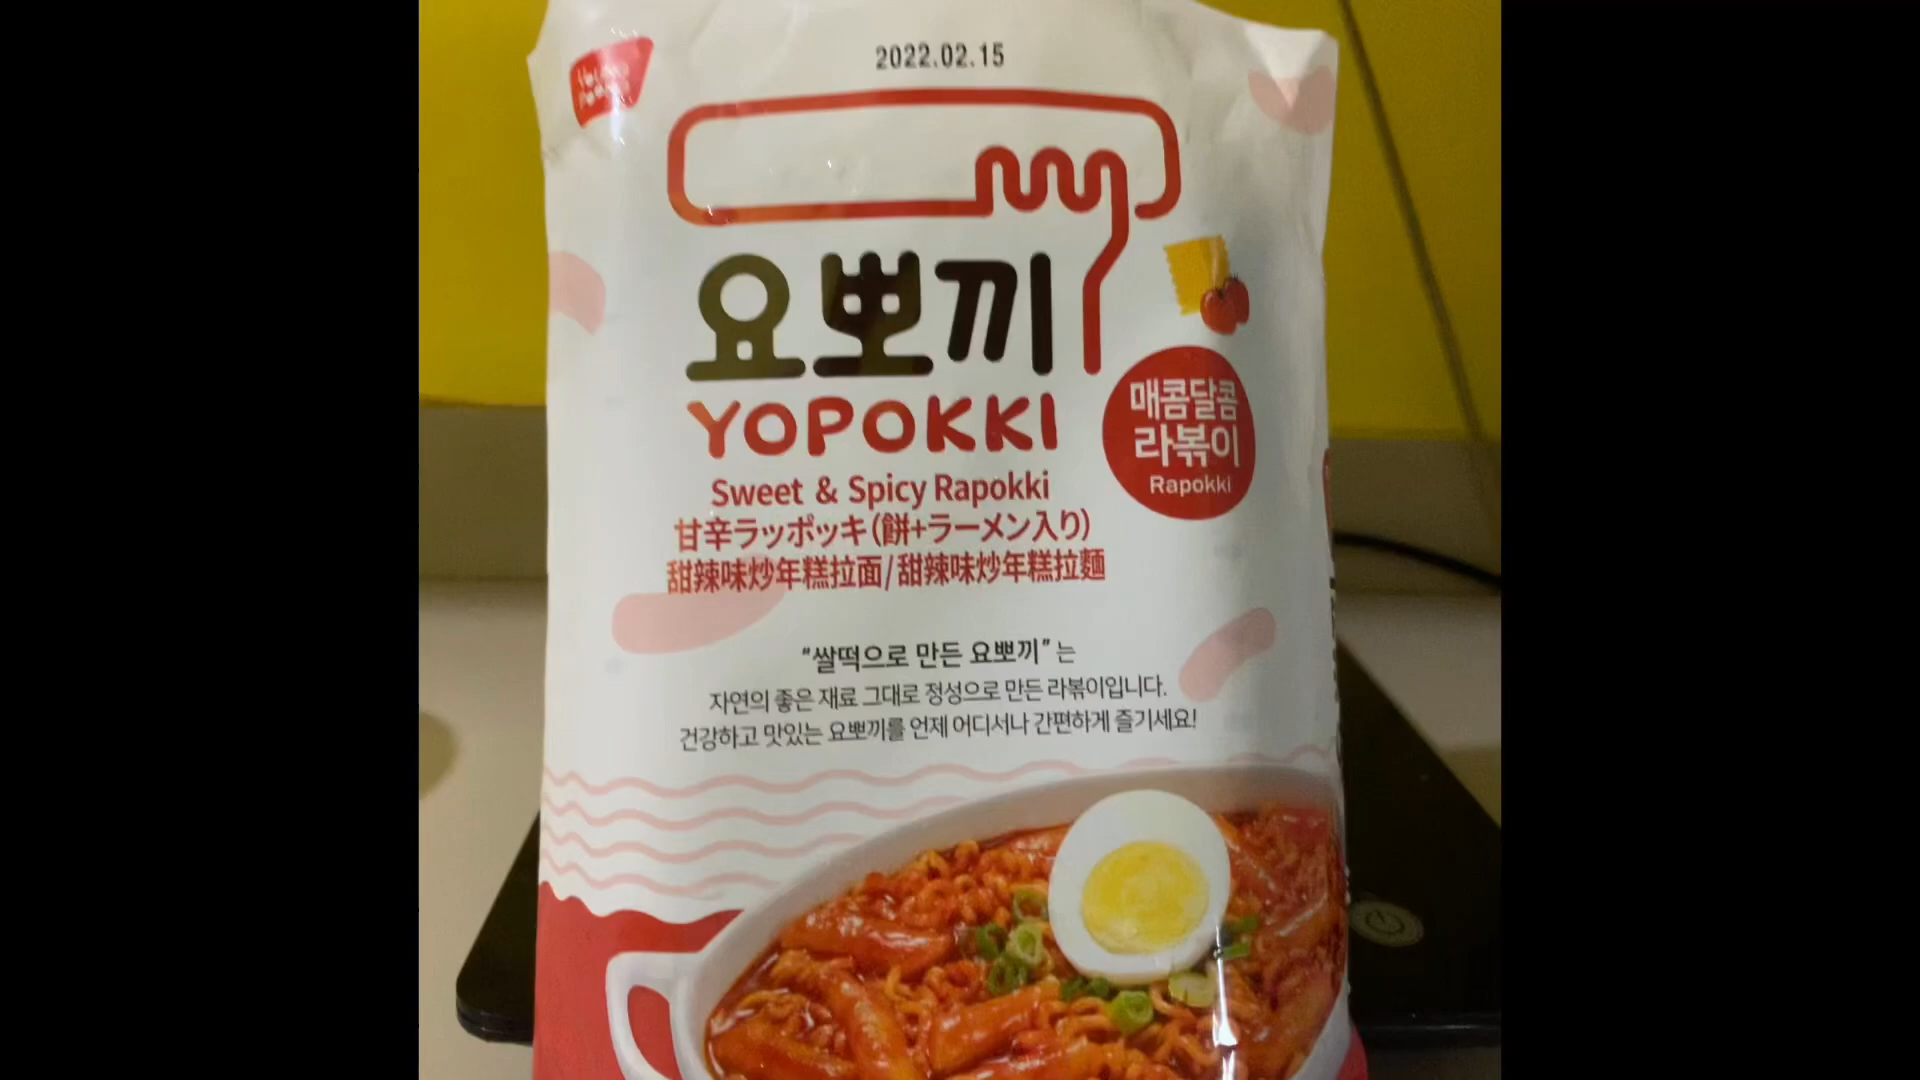 YOUNG
POONG
2022.02.15
요뽀끼
YOPOKKI
매콤달콤
라볶이
Rapokki
Sweet & Spicy Rapokki
甘辛ラッポッキ(餅+ラーメン入り)
甜辣味炒年糕拉面/甜辣味炒年糕拉麵
"쌀떡으로 만든 요뽀끼"는
자연의 좋은 재료 그대로 정성으로 만든 라볶이입니다.
건강하고 맛있는 요뽀끼를 언제 어디서나 간편하게 즐기세요!